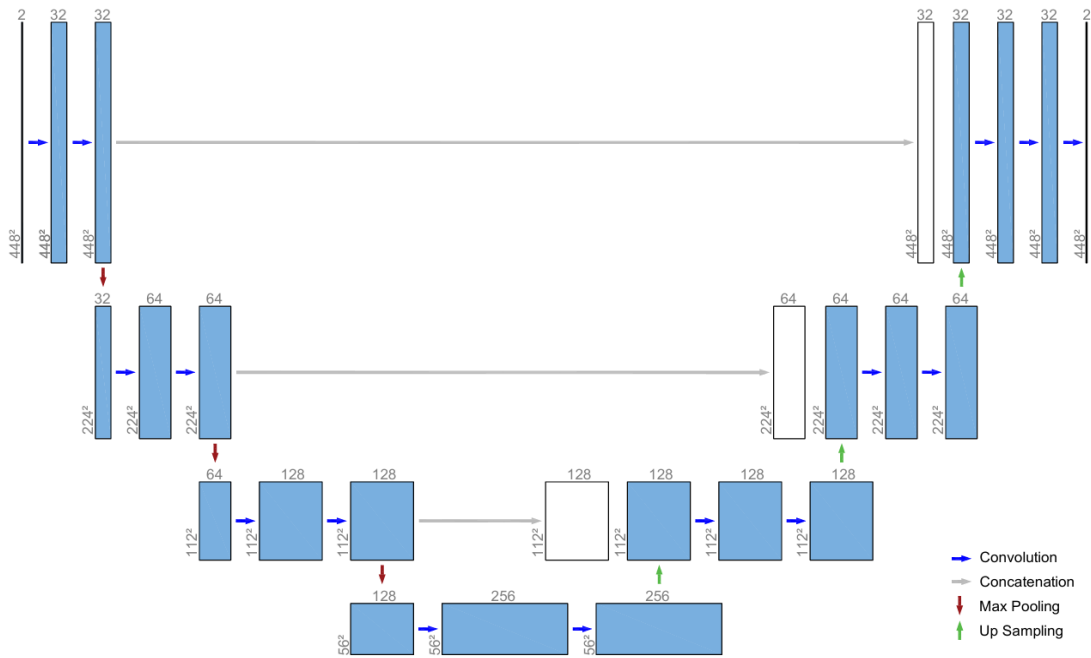 2 32 32 32 32 32 32 2
448² 448² 448² 448² 448² 448² 448² 448²
32 64 64 64 64 64 64
224² 224² 224² 224² 224² 224² 224²
64 128 128 128 128 128 128
112² 112² 112² 112² 112² 112² 112²
128 256 256
56² 56² 56²
Convolution
Concatenation
Max Pooling
Up Sampling